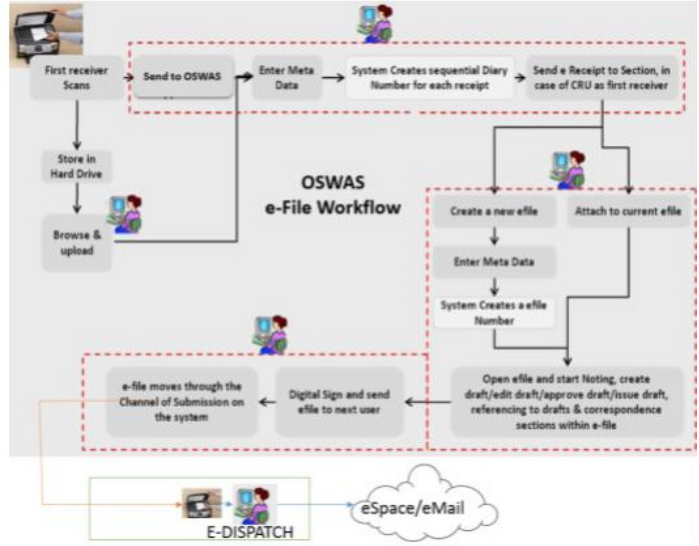 First receiver
Scans
Send to OSWAS
Enter Meta
Data
System Creates sequential Diary
Number for each receipt
Send e Receipt to Section, in
case of CRU as first receiver
Store in
Hard Drive
Browse &
upload
OSWAS
e-File Workflow
Create a new efile
Attach to current efile
Enter Meta Data
System Creates a efile
Number
Open efile and start Noting, create
draft/edit draft/approve draft/issue draft,
referencing to drafts & correspondence
sections within e-file
Digital Sign and send
efile to next user
e-file moves through the
Channel of Submission on
the system
E-DISPATCH
eSpace/eMail